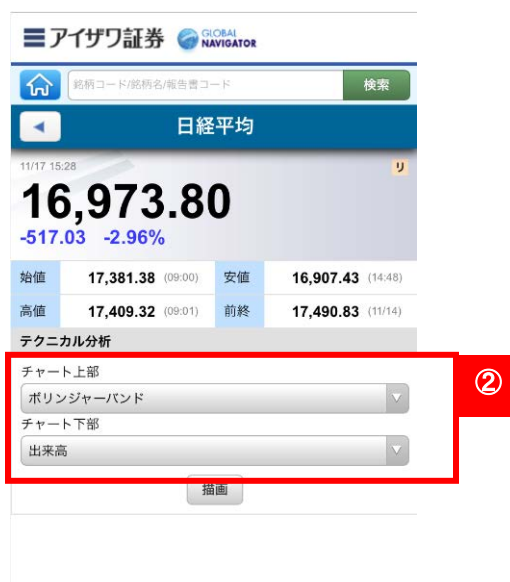 アイザワ証券 GLOBAL NAVIGATOR
銘柄コード/銘柄名/報告書コード 検索
日経平均
11/17 15:28 リ
16,973.80
-517.03 -2.96%
始値 17,381.38 (09:00) 安値 16,907.43 (14:48)
高値 17,409.32 (09:01) 前終 17,490.83 (11/14)
テクニカル分析
チャート上部
ボリンジャーバンド
②
チャート下部
出来高
描画